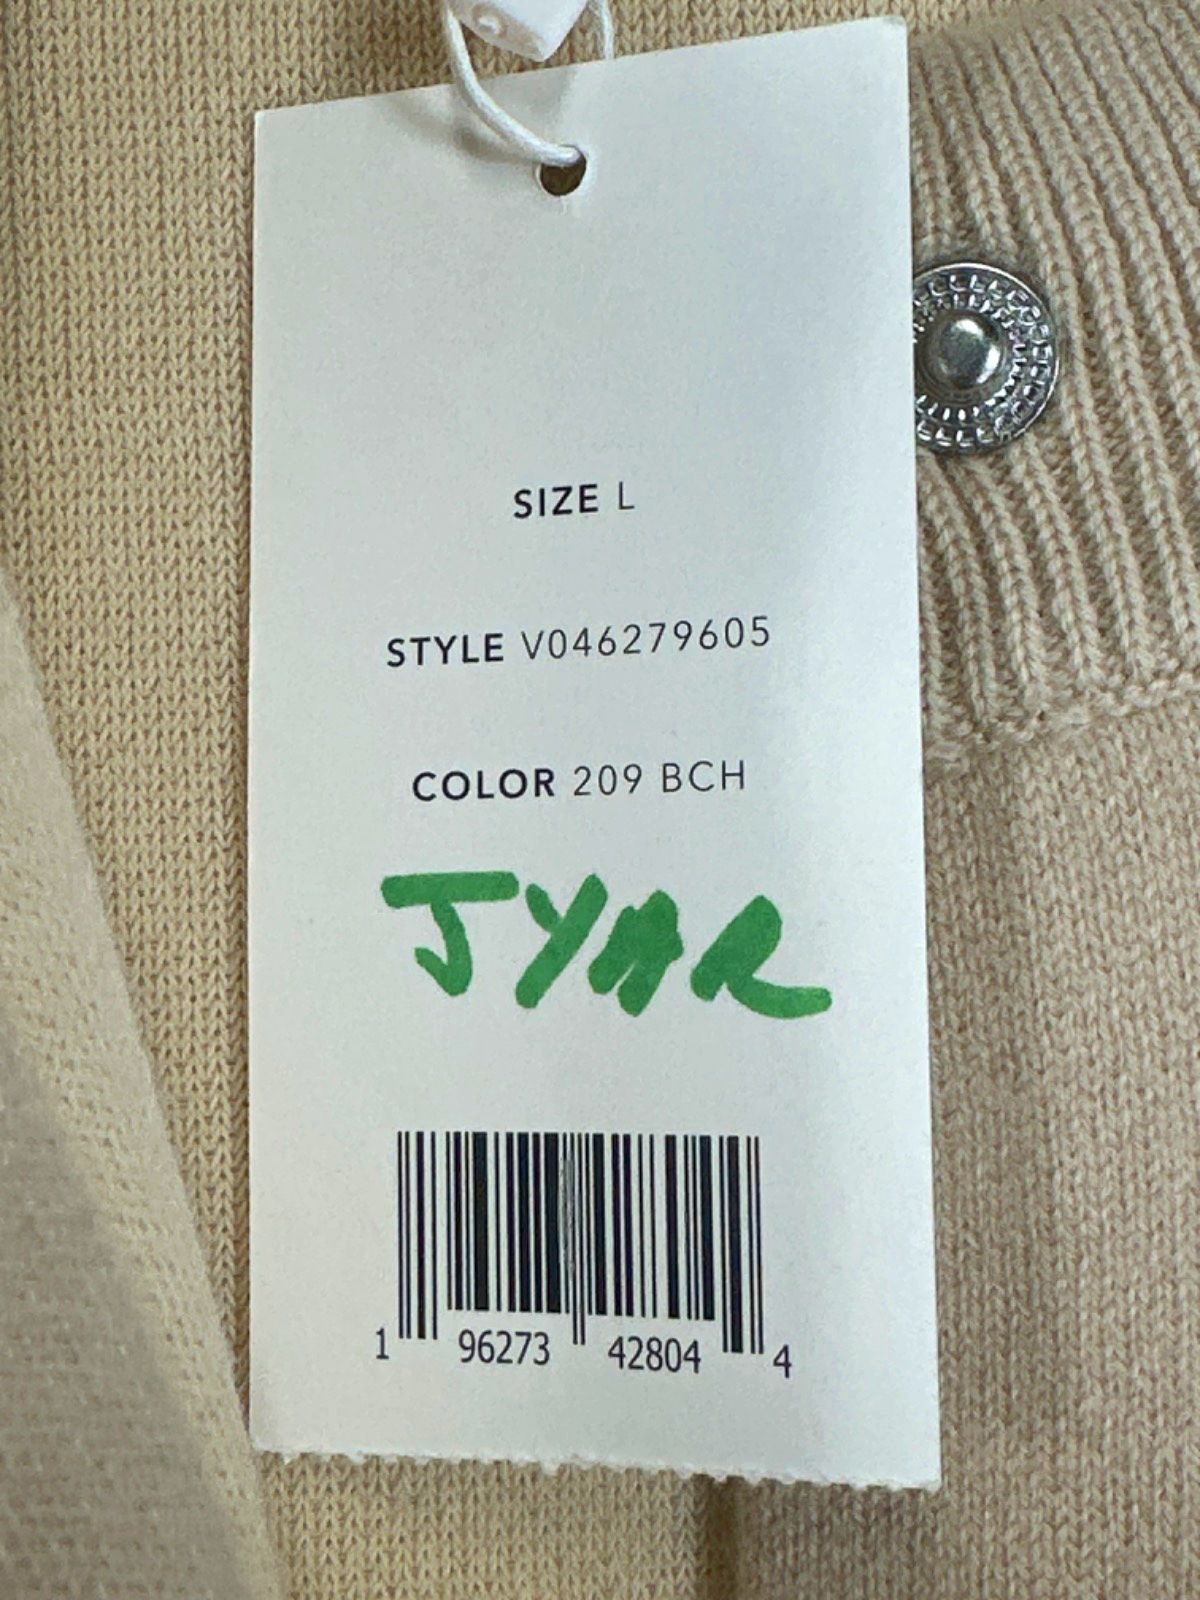 SIZE L
STYLE V046279605
COLOR 209 BCH
JYAR
1 96273 42804 4